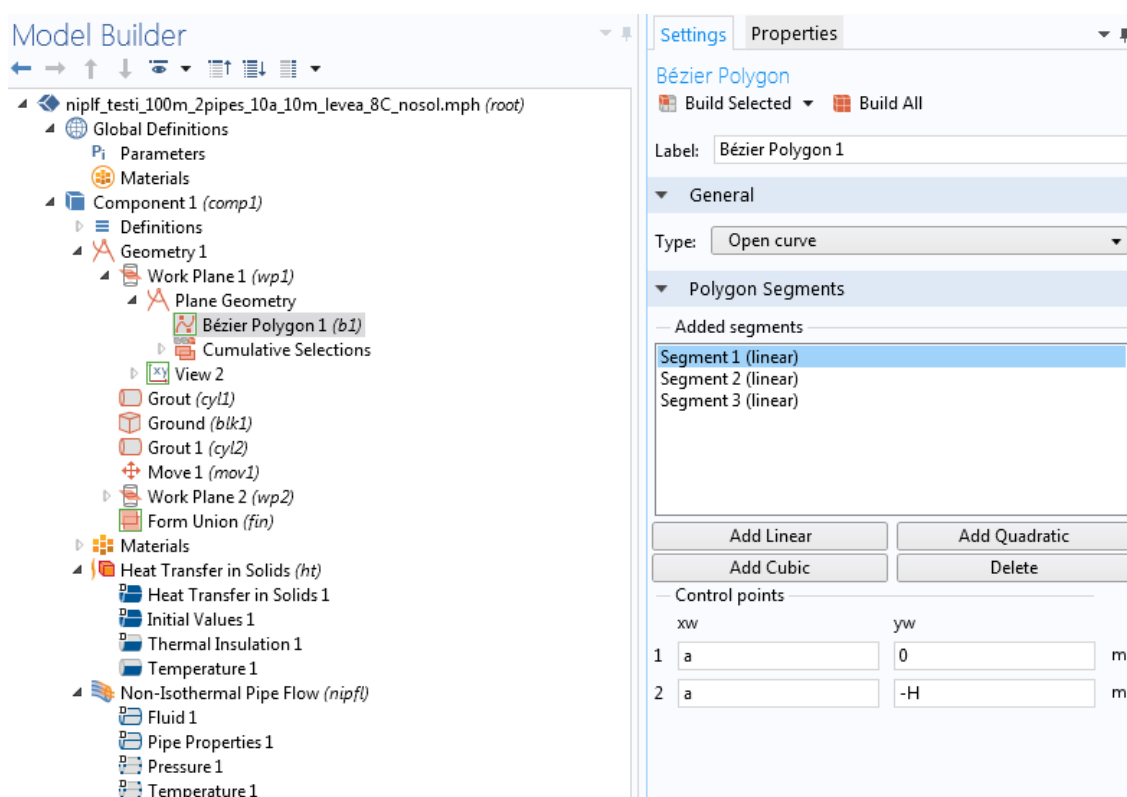 Model Builder
niplf_testi_100m_2pipes_10a_10m_levea_8C_nosol.mph (root)
Global Definitions
Pi Parameters
Materials
Component 1 (comp1)
Definitions
Geometry 1
Work Plane 1 (wp1)
Plane Geometry
Bézier Polygon 1 (b1)
Cumulative Selections
xy View 2
Grout (cyl1)
Ground (blk1)
Grout 1 (cyl2)
Move 1 (mov1)
Work Plane 2 (wp2)
Form Union (fin)
Materials
Heat Transfer in Solids (ht)
D Heat Transfer in Solids 1
D Initial Values 1
D Thermal Insulation 1
Temperature 1
Non-Isothermal Pipe Flow (nipfl)
D Fluid 1
D Pipe Properties 1
D Pressure 1
D Temperature 1
Settings Properties
Bézier Polygon
Build Selected Build All
Label: Bézier Polygon 1
General
Type: Open curve
Polygon Segments
Added segments
Segment 1 (linear)
Segment 2 (linear)
Segment 3 (linear)
Add Linear Add Quadratic
Add Cubic Delete
Control points
xw yw
1 a 0 m
2 a -H m